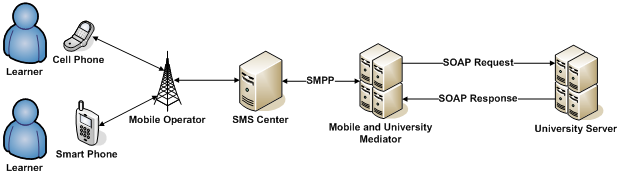 Learner
Cell Phone
Learner
Smart Phone
Mobile Operator
SMS Center
SMPP
Mobile and University
Mediator
SOAP Request
SOAP Response
University Server